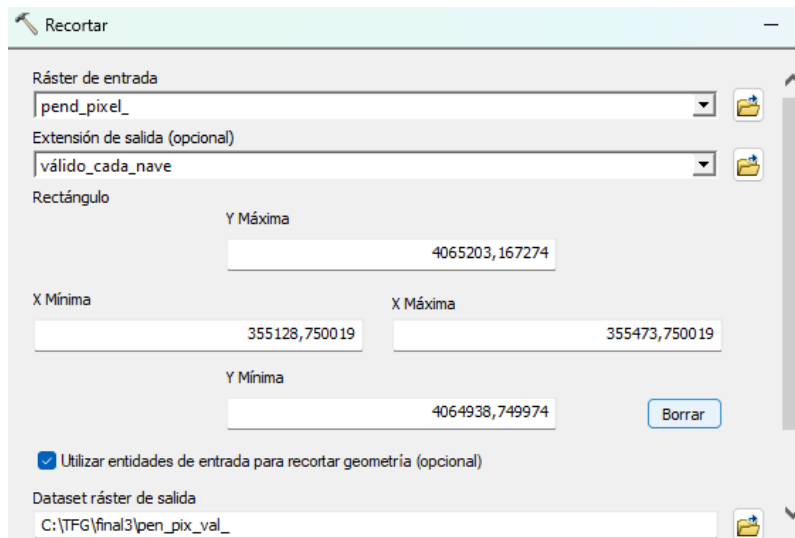 Recortar
Ráster de entrada
pend_pixel_
Extensión de salida (opcional)
válido_cada_nave
Rectángulo
Y Máxima
4065203,167274
X Mínima
X Máxima
355128,750019
355473,750019
Y Mínima
4064938,749974
Borrar
Utilizar entidades de entrada para recortar geometría (opcional)
Dataset ráster de salida
C:\TFG\final3\pen_pix_val_